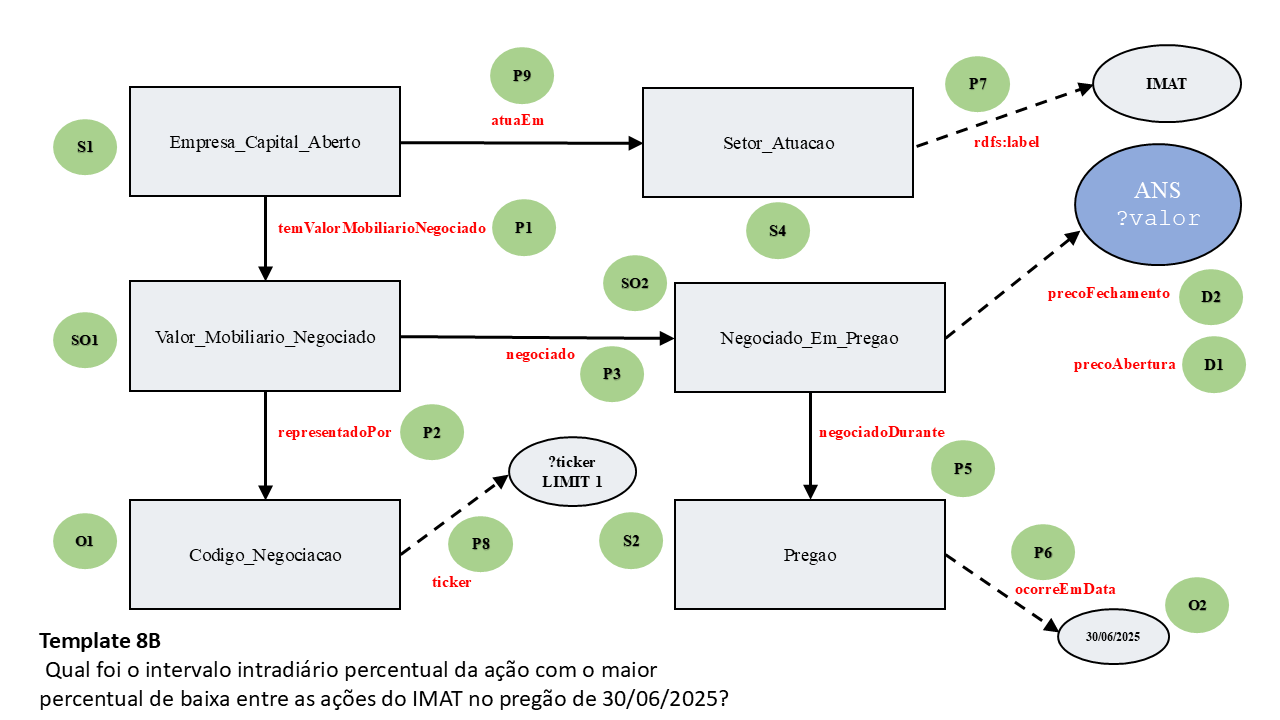 P9
P7
IMAT
atuaEm
S1
Empresa_Capital_Aberto
Setor_Atuacao
rdfs:label
ANS
?valor
temValorMobiliarioNegociado
P1
S4
SO2
precoFechamento
D2
SO1
Valor_Mobiliario_Negociado
negociado
Negociado_Em_Pregao
P3
precoAbertura
D1
representadoPor
P2
negociadoDurante
?ticker
LIMIT 1
P5
O1
Codigo_Negociacao
P8
ticker
S2
Pregao
P6
ocorreEmData
O2
30/06/2025
Template 8B
Qual foi o intervalo intradiário percentual da ação com o maior
percentual de baixa entre as ações do IMAT no pregão de 30/06/2025?